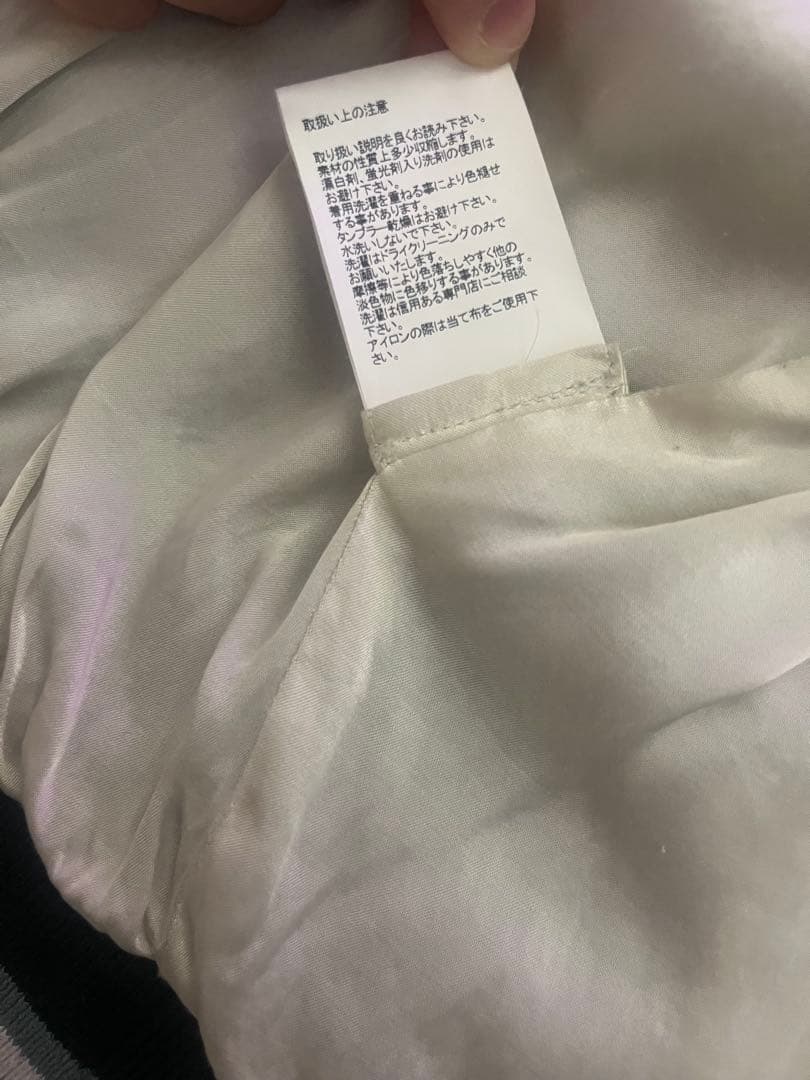 取扱い上の注意
取り扱い説明を良くお読み下さい。
素材の性質上多少収縮します。
漂白剤、蛍光剤入り洗剤の使用は
お避け下さい。
着用洗濯を重ねる事により色褪せ
する事があります。
タンブラー乾燥はお避け下さい。
水洗いしないで下さい。
洗濯はドライクリーニングのみで
お願いいたします。
摩擦等により色落ちしやすく他の
淡色物に色移りする事があります。
洗濯は信用ある専門店にご相談
下さい。
アイロンの際は当て布をご使用下
さい。